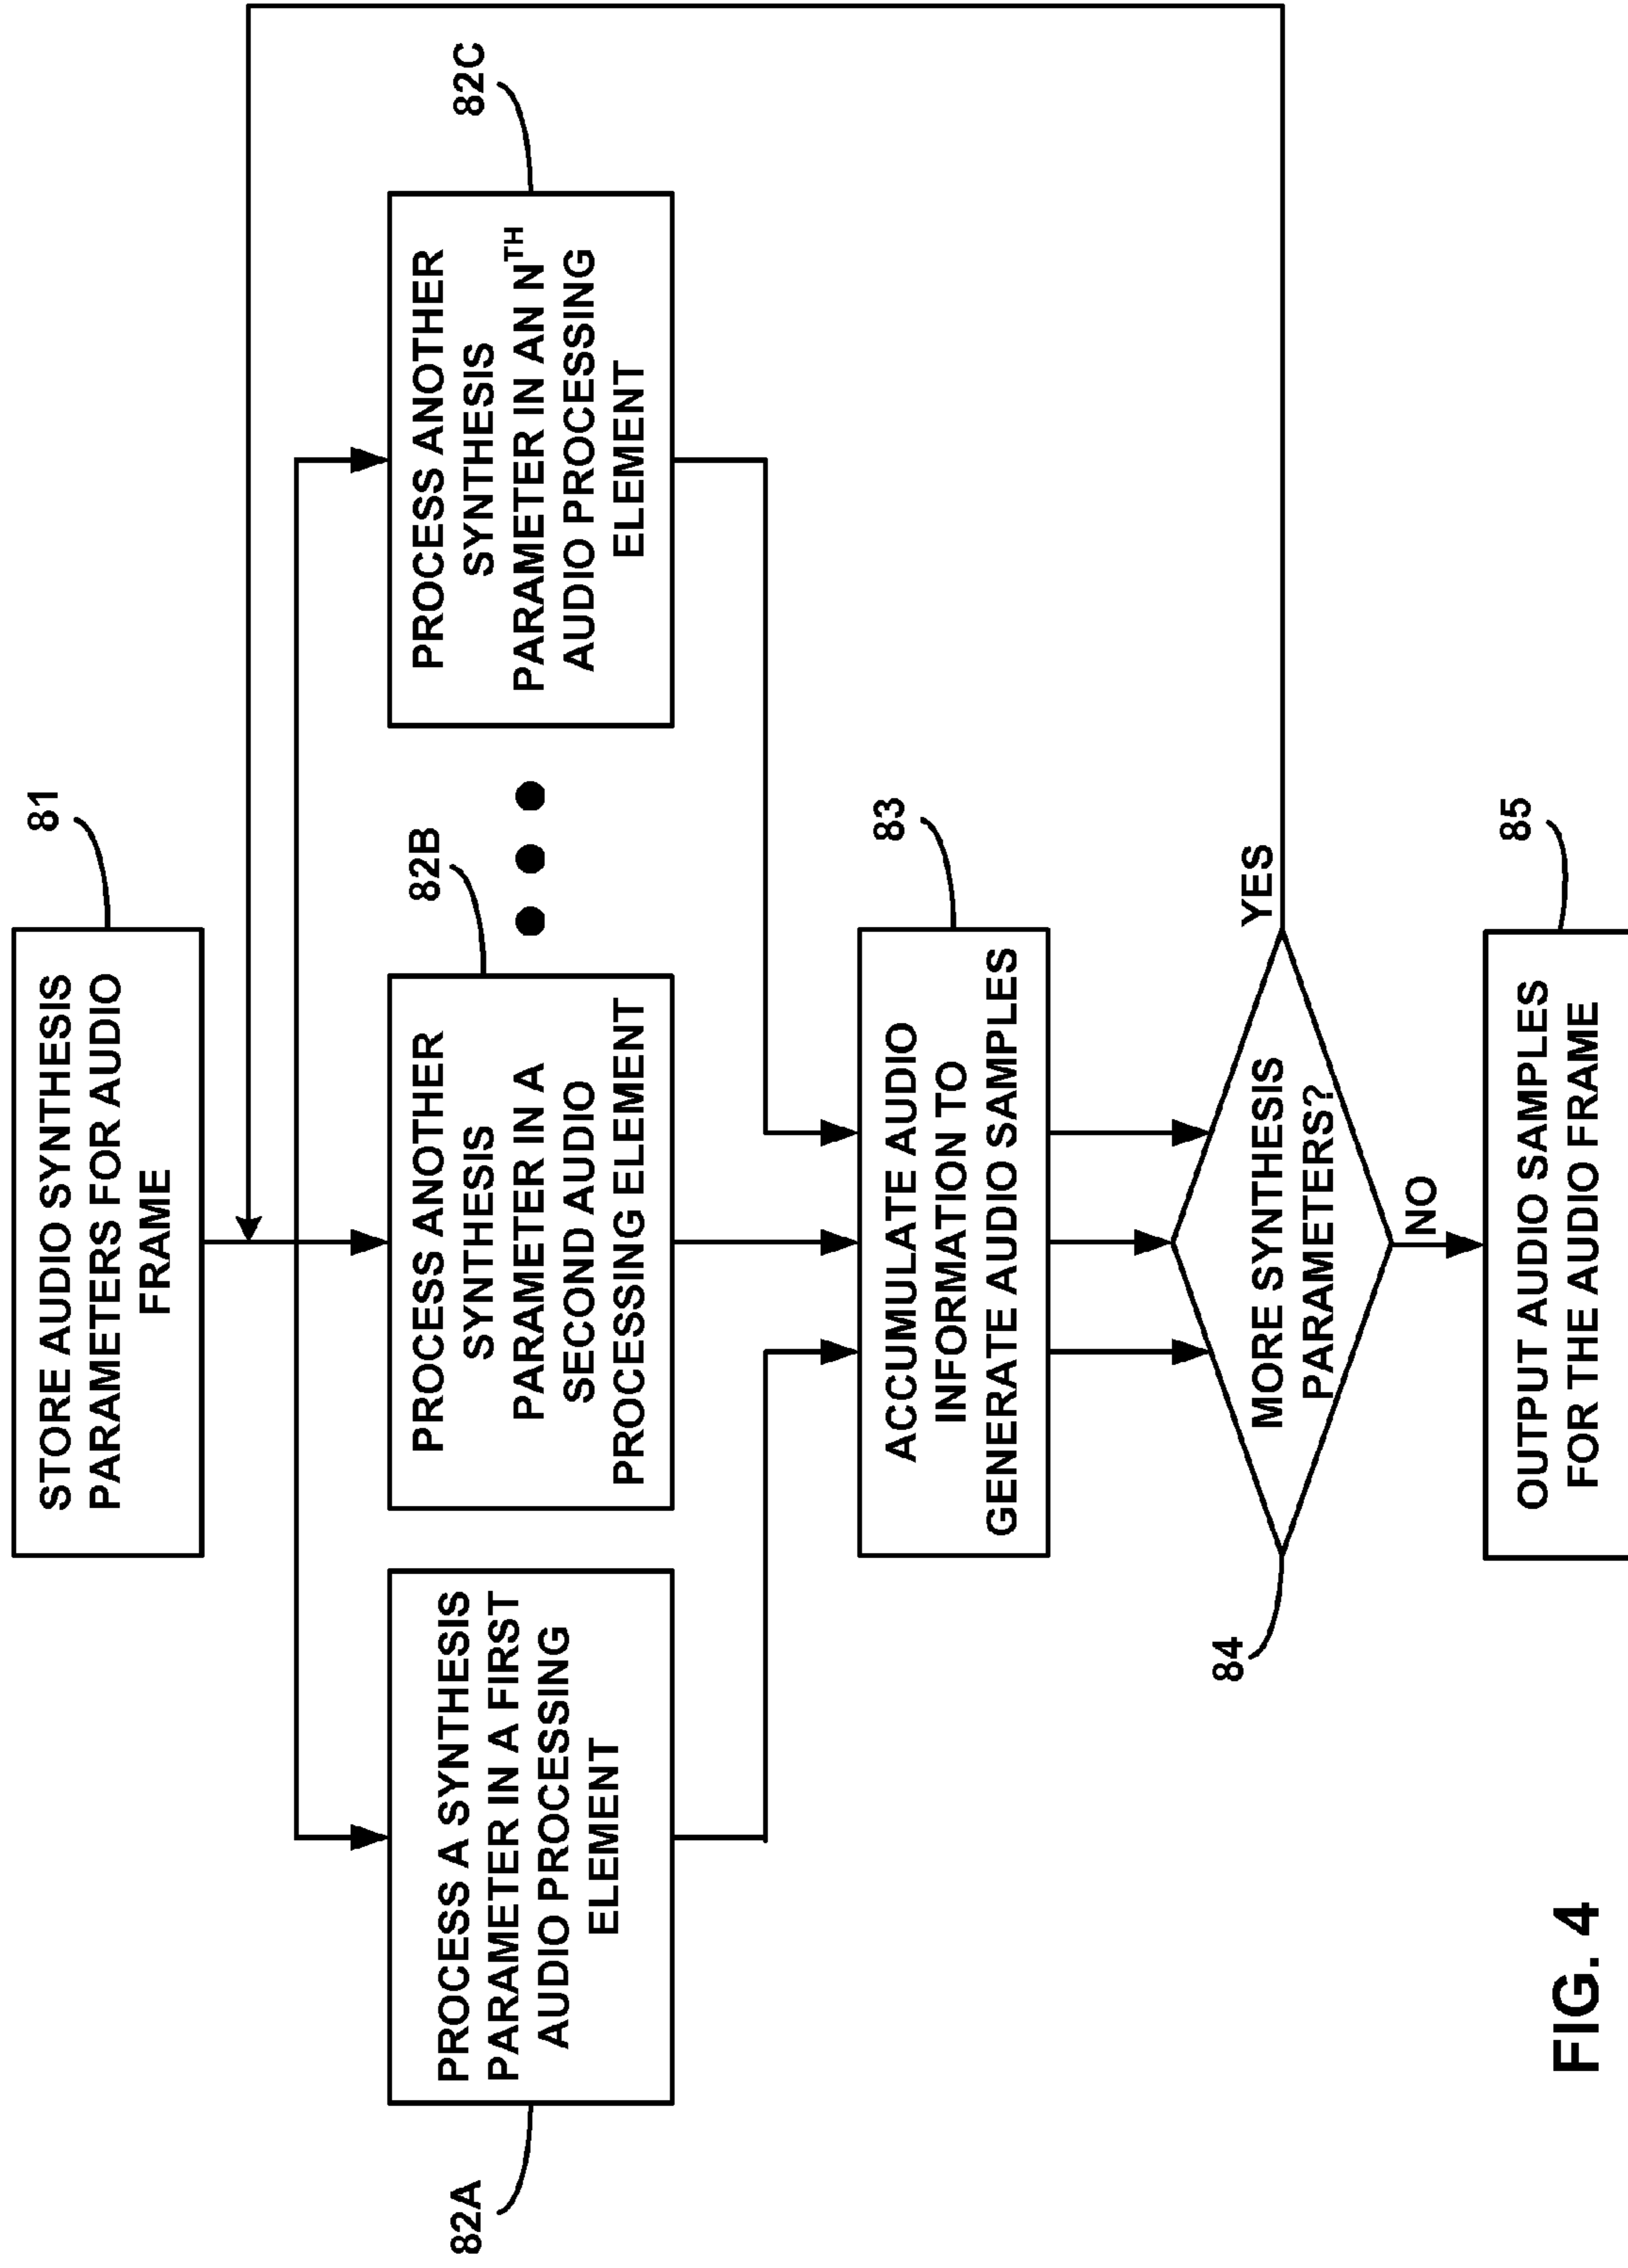 81
STORE AUDIO SYNTHESIS
PARAMETERS FOR AUDIO
FRAME
82A
PROCESS A SYNTHESIS
PARAMETER IN A FIRST
AUDIO PROCESSING
ELEMENT
82B
PROCESS ANOTHER
SYNTHESIS
PARAMETER IN A
SECOND AUDIO
PROCESSING ELEMENT
82C
PROCESS ANOTHER
SYNTHESIS
PARAMETER IN AN NTH
AUDIO PROCESSING
ELEMENT
83
ACCUMULATE AUDIO
INFORMATION TO
GENERATE AUDIO SAMPLES
84
MORE SYNTHESIS
PARAMETERS?
YES
NO
85
OUTPUT AUDIO SAMPLES
FOR THE AUDIO FRAME
FIG. 4